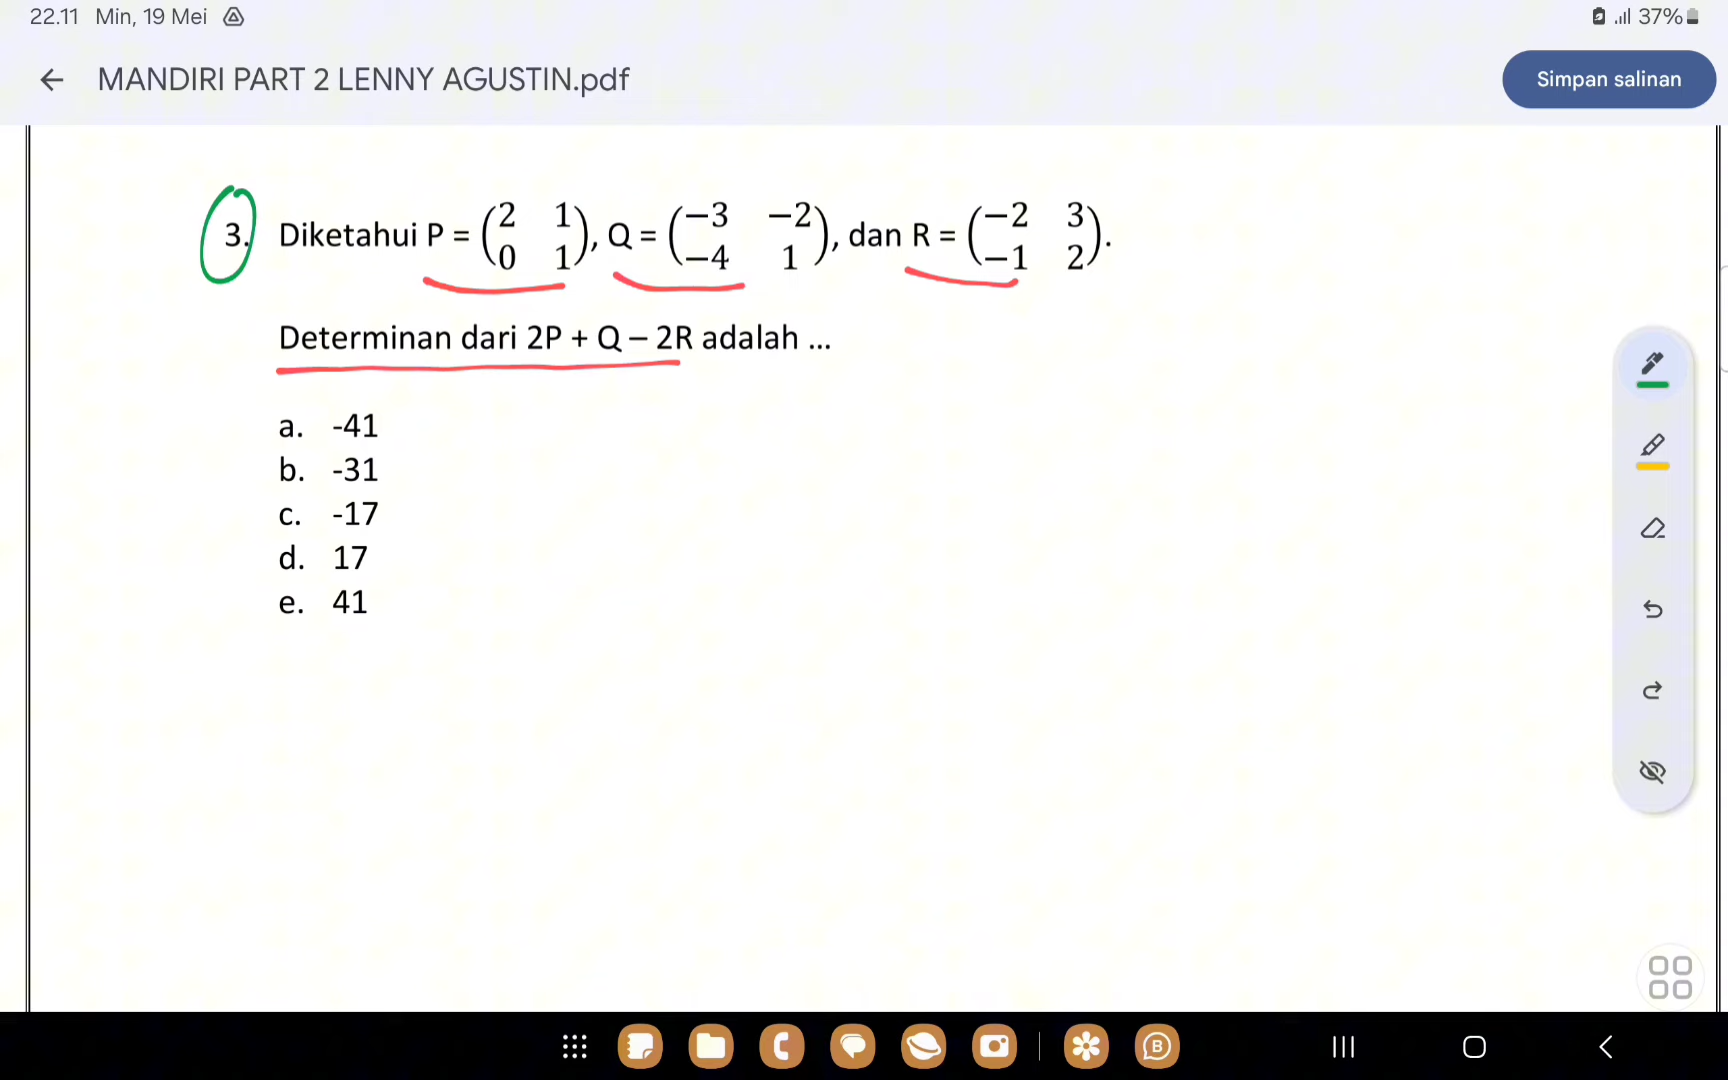 22.11 Min, 19 Mei 37%
MANDIRI PART 2 LENNY AGUSTIN.pdf
Simpan salinan
3. Diketahui P = (2 1 0 1), Q = (−3 −2 −4 1), dan R = (−2 3 −1 2).
Determinan dari 2P + Q − 2R adalah ...
a. -41
b. -31
c. -17
d. 17
e. 41